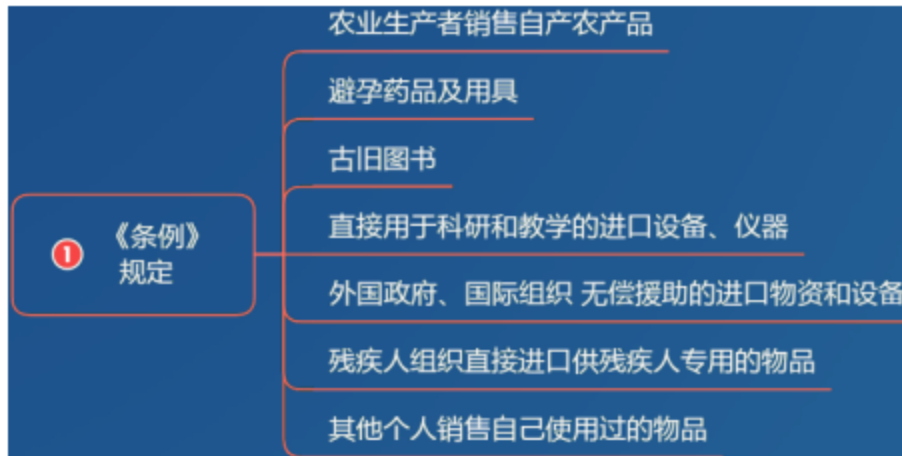 农业生产者销售自产农产品
避孕药品及用具
古旧图书
1
《条例》
规定
直接用于科研和教学的进口设备、仪器
外国政府、国际组织 无偿援助的进口物资和设备
残疾人组织直接进口供残疾人专用的物品
其他个人销售自己使用过的物品